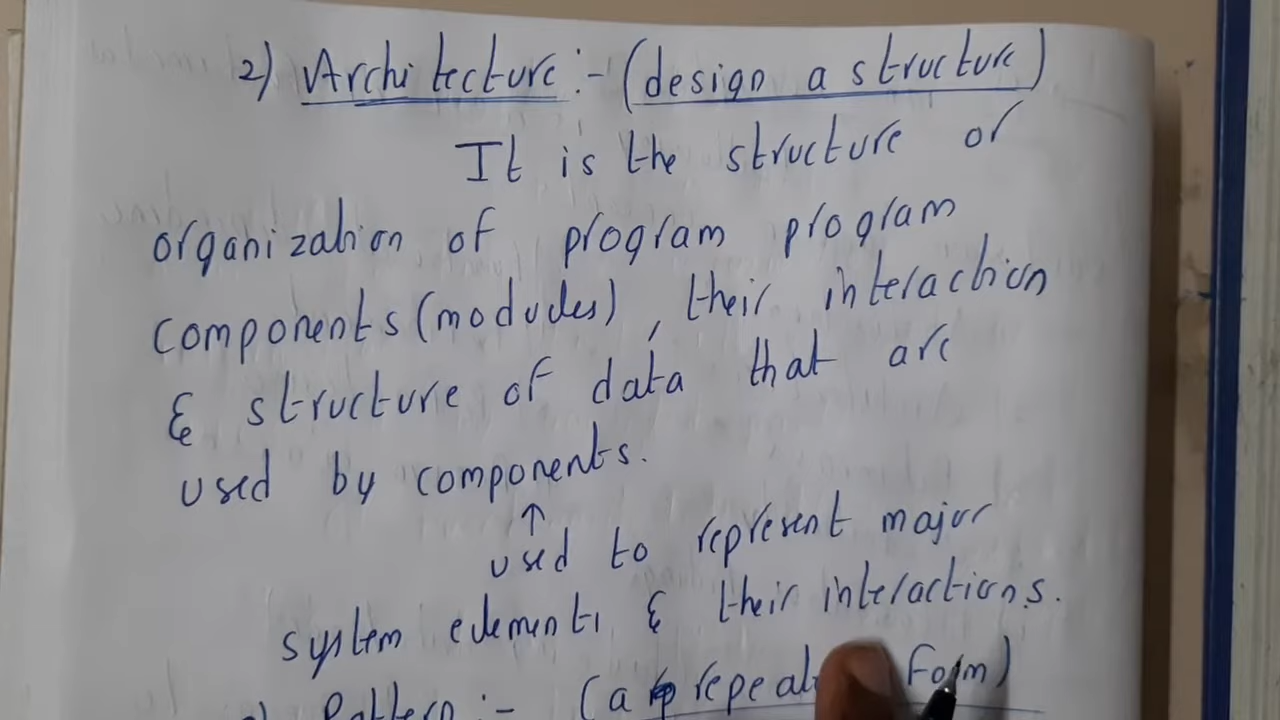 2) Architecture :- (design a structure)
It is the structure or
organization of program program
components (modules), their interaction
& structure of data that are
used by components.
↑
used to represent major
system elements & their interactions.
Pattern :- (a repeat form)